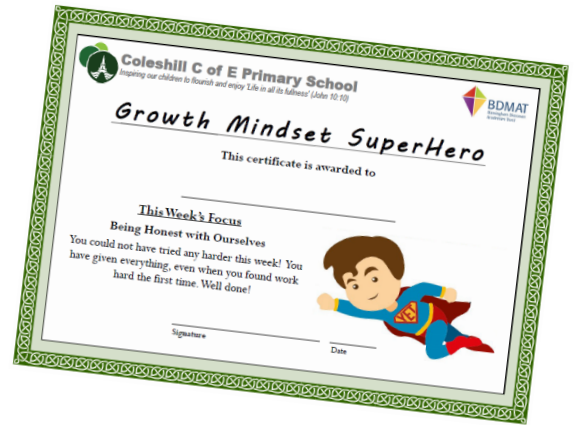 Coleshill C of E Primary School
Inspiring our children to flourish and enjoy 'Life in all its fulness' (John 10:10)
BDMAT
Growth Mindset SuperHero
This certificate is awarded to
This Week's Focus
Being Honest with Ourselves
You could not have tried any harder this week! You
have given everything, even when you found work
hard the first time. Well done!
YET
Signature
Date